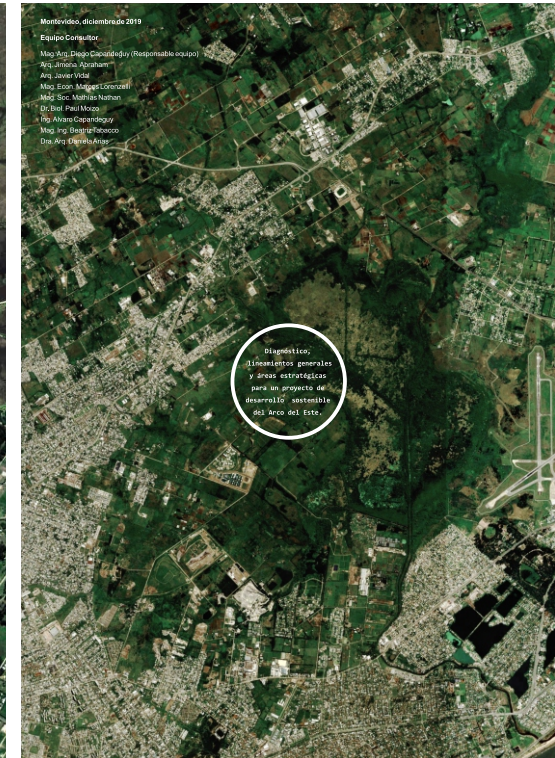 Montevideo, diciembre de 2019
Equipo Consultor
Mag. Arq. Diego Capandeguy (Responsable equipo)
Arq. Jimena Abraham
Arq. Javier Vidal
Mag. Econ. Marcos Lorenzelli
Mag. Soc. Mathías Nathan
Dr. Biol. Paul Moizo
Ing. Alvaro Capandeguy
Mag. Ing. Beatriz Tabacco
Dra. Arq. Daniela Arias
Diagnóstico,
lineamientos generales
y áreas estratégicas
para un proyecto de
desarrollo sostenible
del Arco del Este.